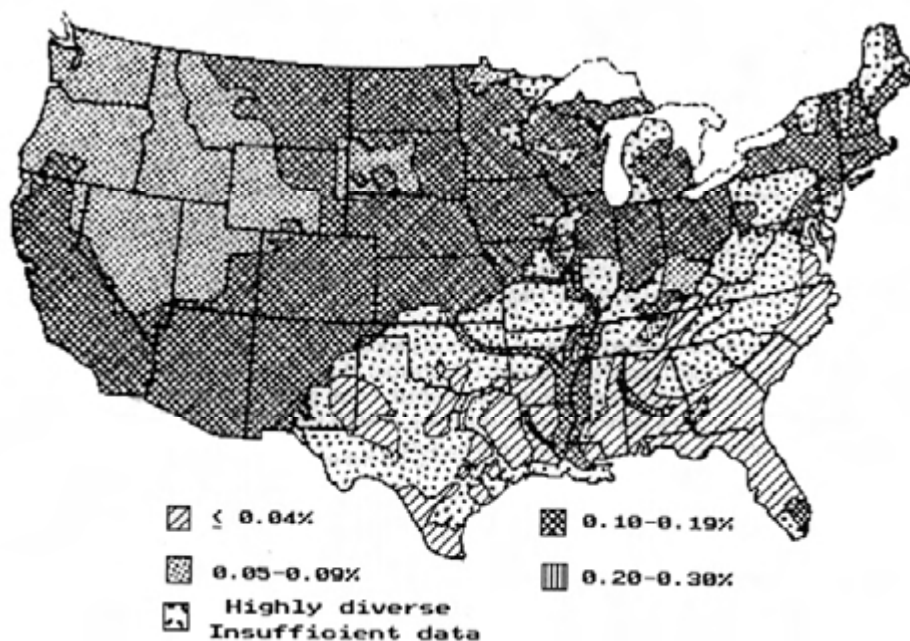 ≤ 0.04%
0.10-0.19%
0.05-0.09%
0.20-0.30%
Highly diverse
Insufficient data